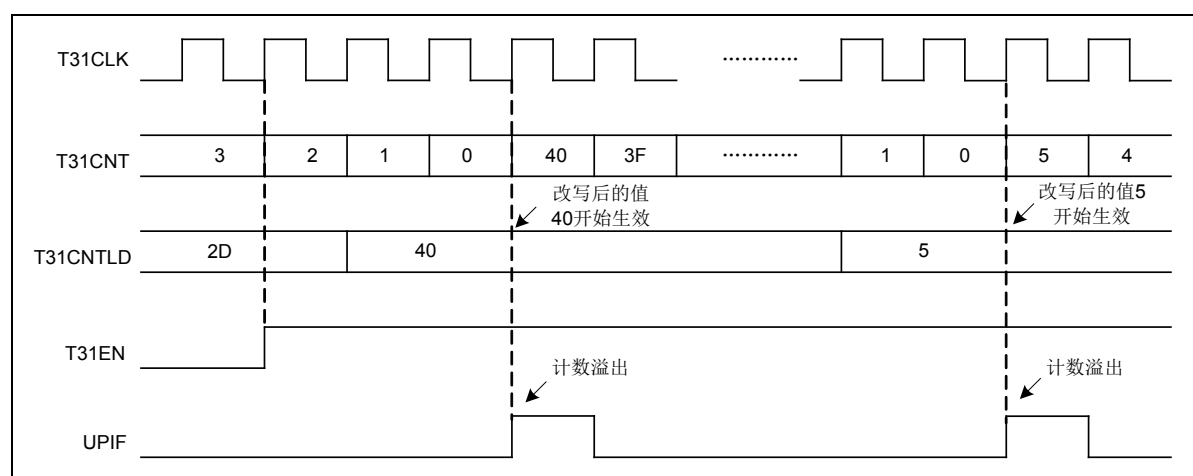 T31CLK
············
T31CNT
3
2
1
0
40
3F
············
1
0
5
4
改写后的值
40开始生效
改写后的值5
开始生效
T31CNTLD
2D
40
5
T31EN
计数溢出
计数溢出
UPIF